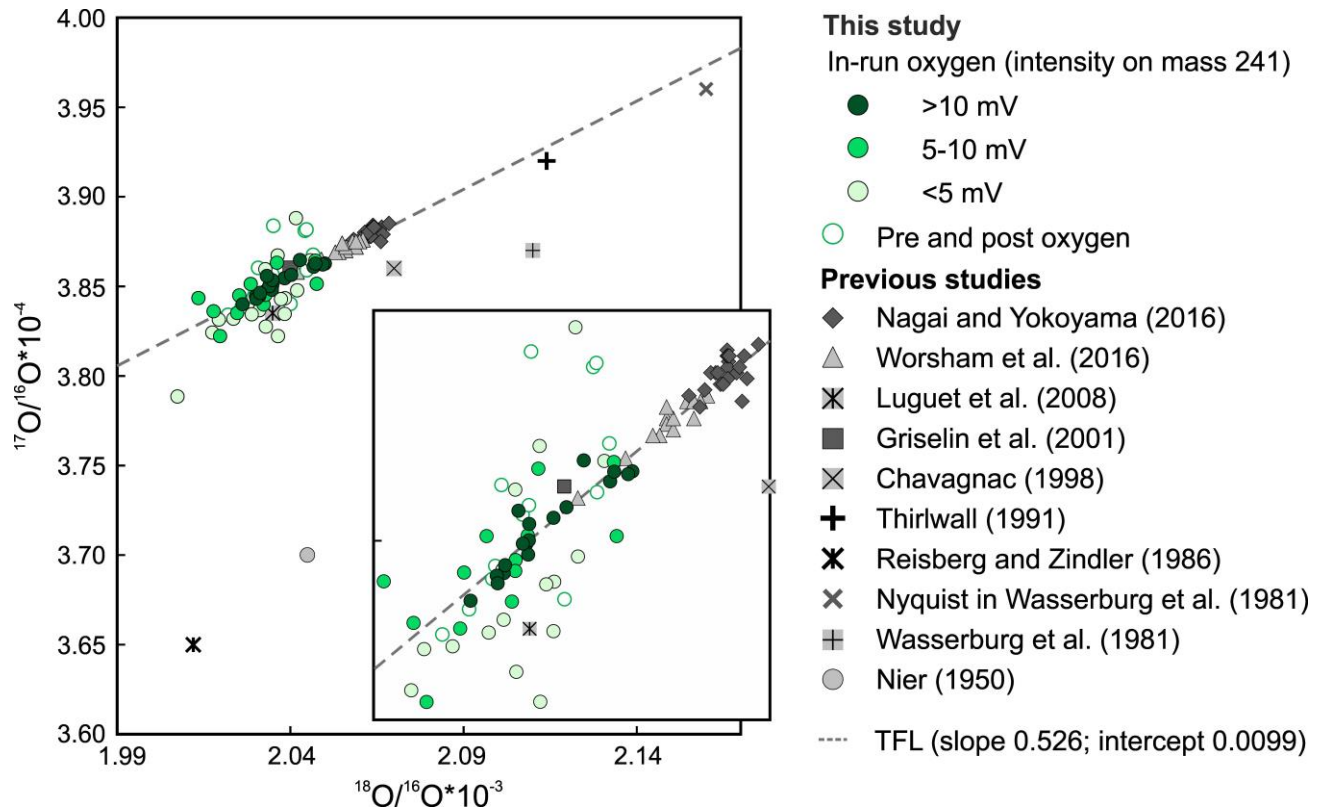 4.00
3.95
3.90
3.85
3.80
3.75
3.70
3.65
3.60
1.99
2.04
2.09
2.14
¹⁷O/¹⁶O*10⁻⁴
¹⁸O/¹⁶O*10⁻³
This study
In-run oxygen (intensity on mass 241)
>10 mV
5-10 mV
<5 mV
Pre and post oxygen
Previous studies
Nagai and Yokoyama (2016)
Worsham et al. (2016)
Luguet et al. (2008)
Griselin et al. (2001)
Chavagnac (1998)
Thirlwall (1991)
Reisberg and Zindler (1986)
Nyquist in Wasserburg et al. (1981)
Wasserburg et al. (1981)
Nier (1950)
TFL (slope 0.526; intercept 0.0099)